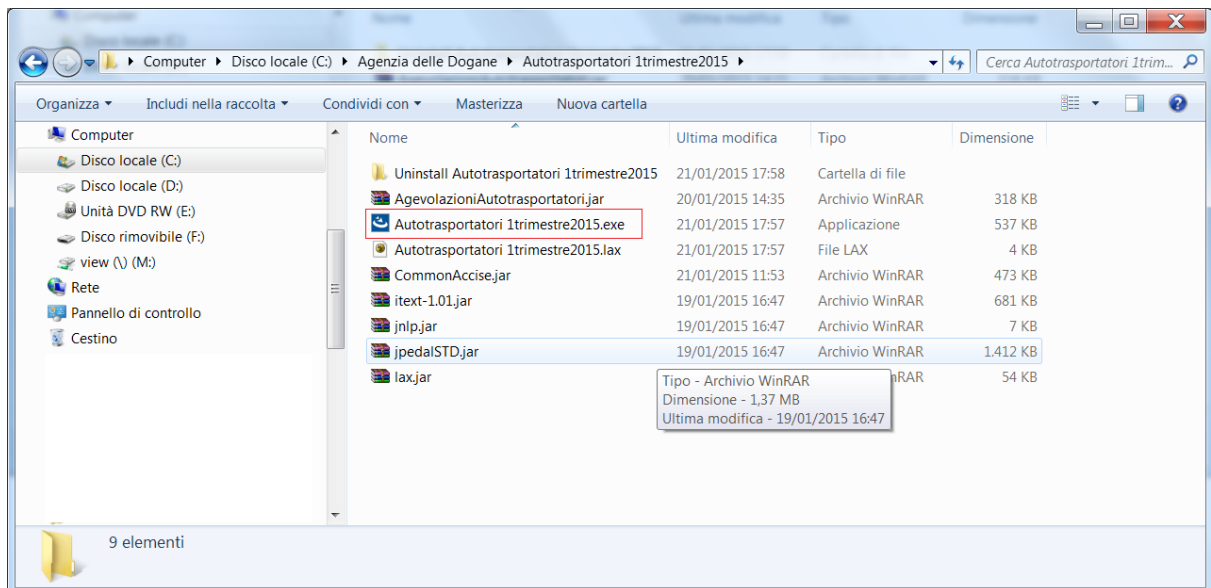 Computer
Nome Ultima modifica Tipo Dimensione
Disco locale (C:)
Computer Disco locale (C:) Agenzia delle Dogane Autotrasportatori 1trimestre2015
Cerca Autotrasportatori 1trim...
Organizza Includi nella raccolta Condividi con Masterizza Nuova cartella
Computer
Disco locale (C:)
Disco locale (D:)
Unità DVD RW (E:)
Disco rimovibile (F:)
view (\) (M:)
Rete
Pannello di controllo
Cestino
Nome Ultima modifica Tipo Dimensione
Uninstall Autotrasportatori 1trimestre2015 21/01/2015 17:58 Cartella di file
AgevolazioniAutotrasportatori.jar 20/01/2015 14:35 Archivio WinRAR 318 KB
Autotrasportatori 1trimestre2015.exe 21/01/2015 17:57 Applicazione 537 KB
Autotrasportatori 1trimestre2015.lax 21/01/2015 17:57 File LAX 4 KB
CommonAccise.jar 21/01/2015 11:53 Archivio WinRAR 473 KB
itext-1.01.jar 19/01/2015 16:47 Archivio WinRAR 681 KB
jnlp.jar 19/01/2015 16:47 Archivio WinRAR 7 KB
jpedalSTD.jar 19/01/2015 16:47 Archivio WinRAR 1.412 KB
lax.jar 54 KB
Tipo - Archivio WinRAR
Dimensione - 1,37 MB
Ultima modifica - 19/01/2015 16:47
9 elementi